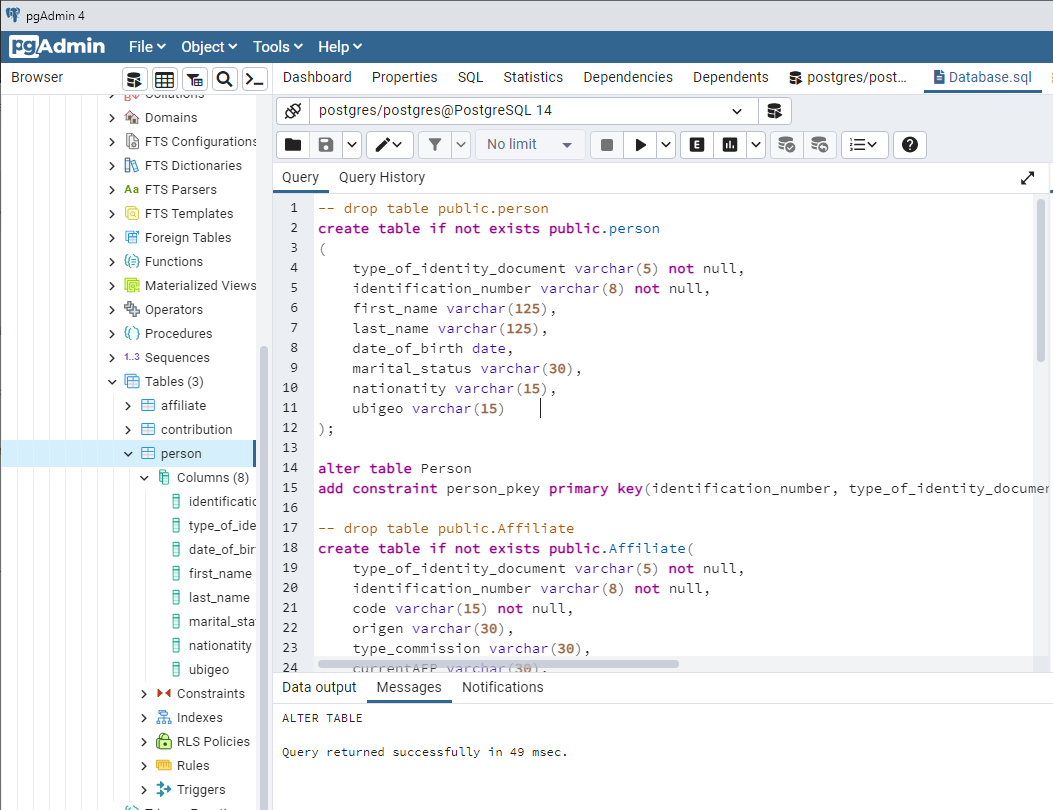 pgAdmin 4
pgAdmin File Object Tools Help
Browser
Dashboard Properties SQL Statistics Dependencies Dependents postgres/post... Database.sql
Collations
Domains
FTS Configurations
FTS Dictionaries
Aa FTS Parsers
FTS Templates
Foreign Tables
Functions
Materialized Views
Operators
Procedures
1..3 Sequences
Tables (3)
affiliate
contribution
person
Columns (8)
identificatio
type_of_ide
date_of_bir
first_name
last_name
marital_sta
nationatity
ubigeo
Constraints
Indexes
RLS Policies
Rules
Triggers
postgres/postgres@PostgreSQL 14
No limit
E
Query Query History
1 -- drop table public.person
2 create table if not exists public.person
3 (
4 type_of_identity_document varchar(5) not null,
5 identification_number varchar(8) not null,
6 first_name varchar(125),
7 last_name varchar(125),
8 date_of_birth date,
9 marital_status varchar(30),
10 nationatity varchar(15),
11 ubigeo varchar(15)
12 );
13
14 alter table Person
15 add constraint person_pkey primary key(identification_number, type_of_identity_documen
16
17 -- drop table public.Affiliate
18 create table if not exists public.Affiliate(
19 type_of_identity_document varchar(5) not null,
20 identification_number varchar(8) not null,
21 code varchar(15) not null,
22 origen varchar(30),
23 type_commission varchar(30),
24 currentAFP varchar(30),
Data output Messages Notifications
ALTER TABLE
Query returned successfully in 49 msec.